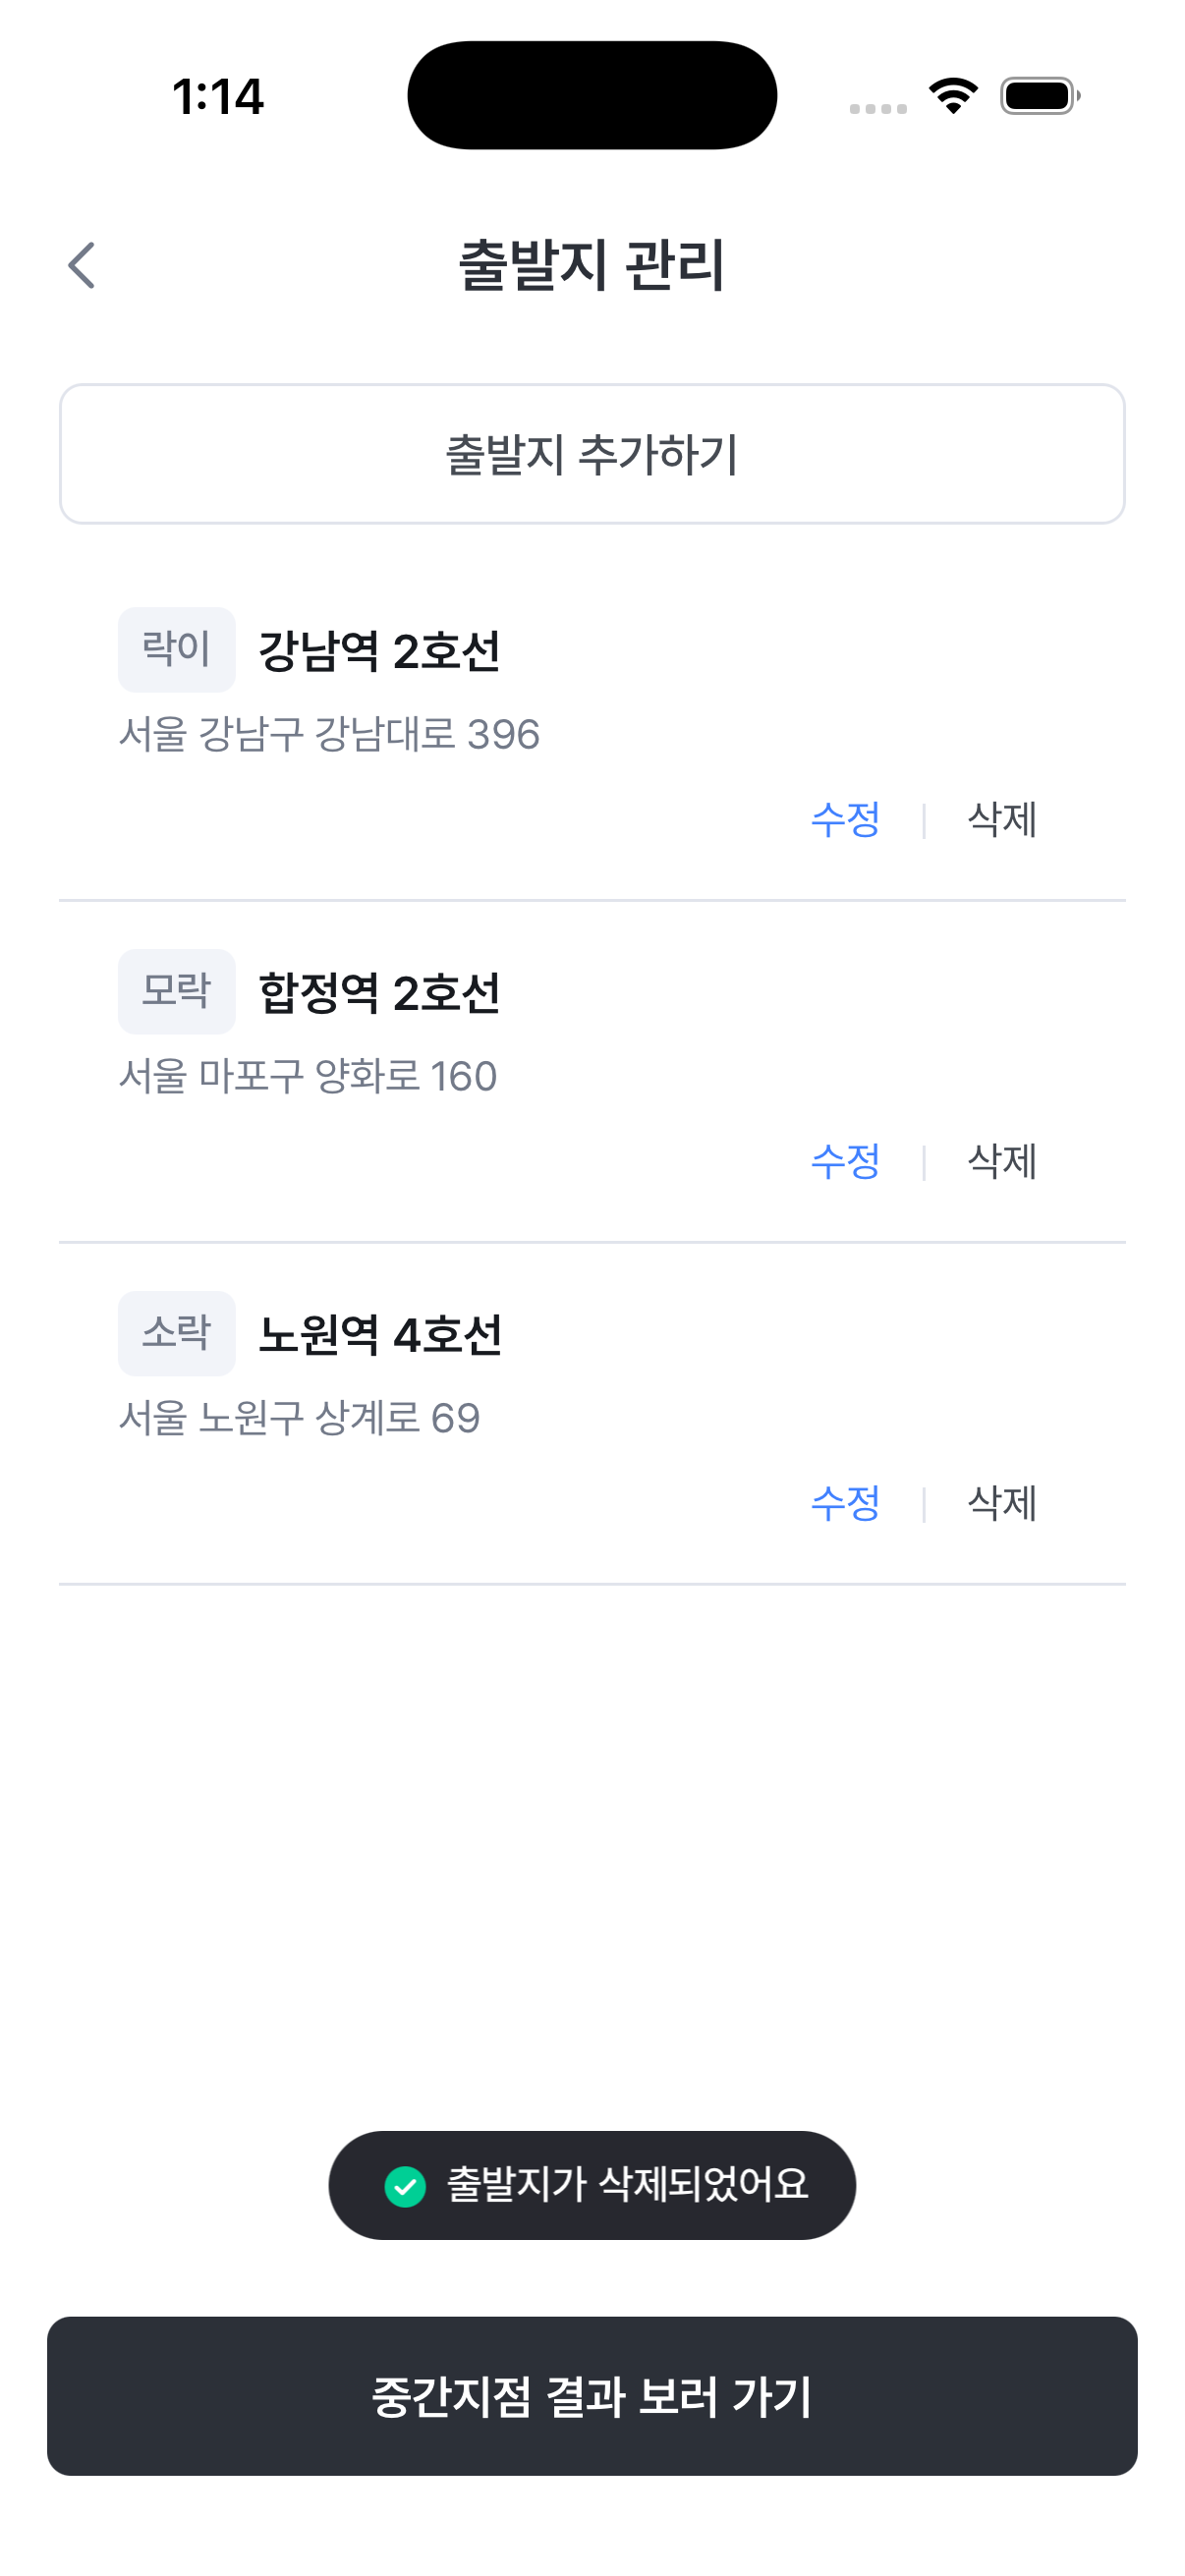 1:14
출발지 관리
출발지 추가하기
락이 강남역 2호선
서울 강남구 강남대로 396
수정 | 삭제
모락 합정역 2호선
서울 마포구 양화로 160
수정 | 삭제
소락 노원역 4호선
서울 노원구 상계로 69
수정 | 삭제
출발지가 삭제되었어요
중간지점 결과 보러 가기